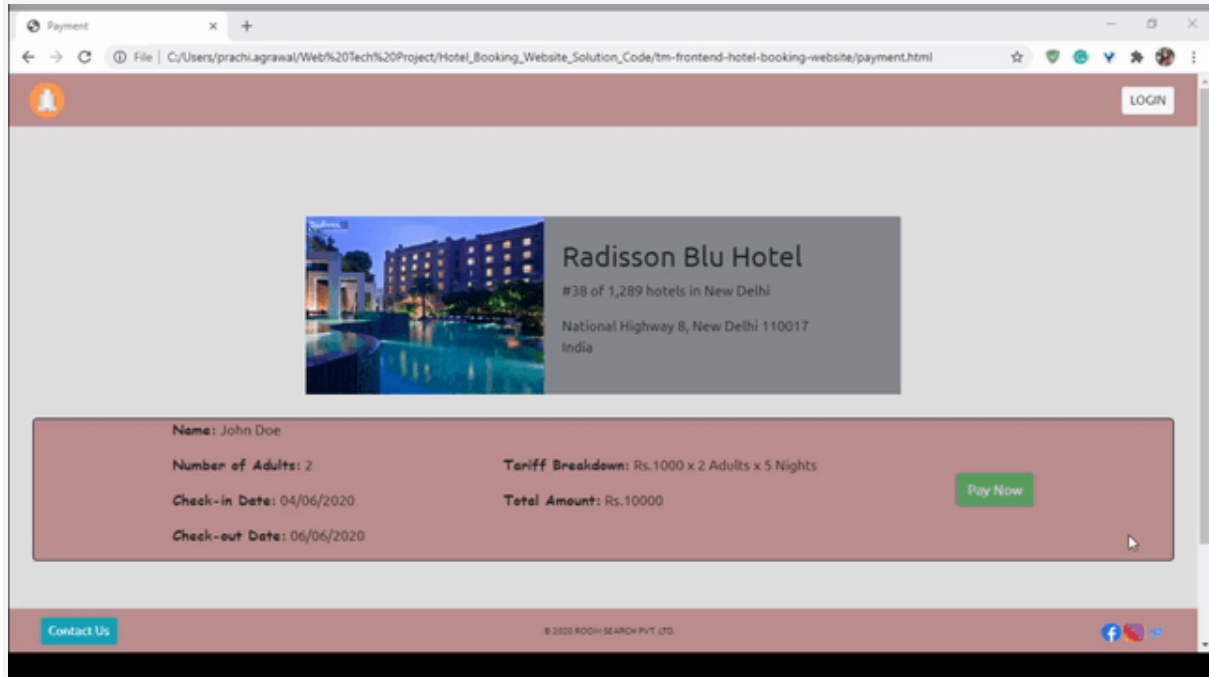 Payment
File | C:/Users/prachi.agrawal/Web%20Tech%20Project/Hotel_Booking_Website_Solution_Code/tm-frontend-hotel-booking-website/payment.html
LOGIN
Radisson Blu Hotel
#38 of 1,289 hotels in New Delhi
National Highway 8, New Delhi 110017
India
Name: John Doe
Number of Adults: 2
Tariff Breakdown: Rs.1000 x 2 Adults x 5 Nights
Check-in Date: 04/06/2020
Total Amount: Rs.10000
Pay Now
Check-out Date: 06/06/2020
Contact Us
© 2020 ROOM SEARCH PVT. LTD.